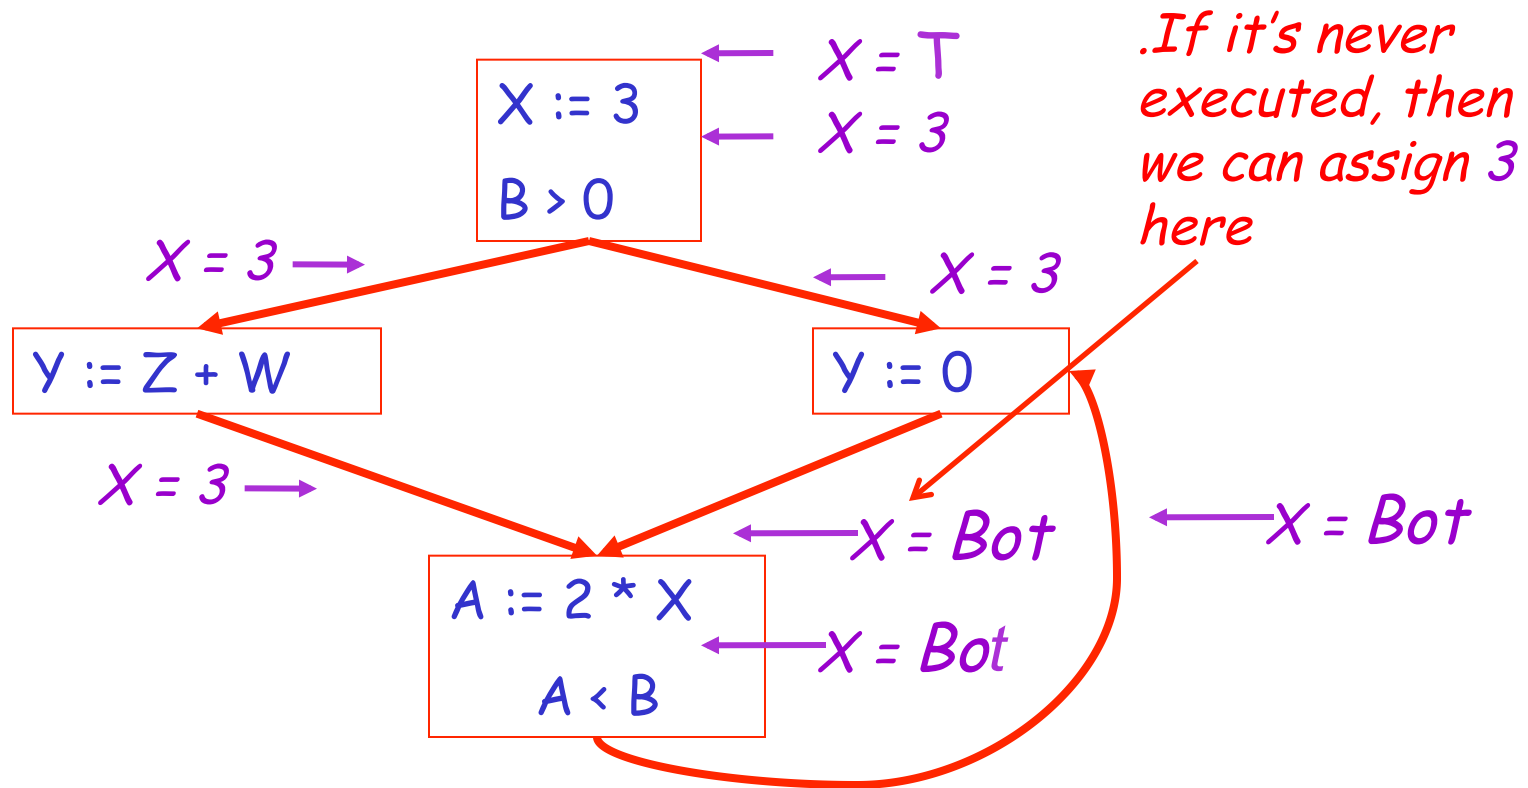 X = T
X := 3
X = 3
B > 0
.If it's never
executed, then
we can assign 3
here
X = 3
X = 3
Y := Z + W
Y := 0
X = 3
X = Bot
X = Bot
A := 2 * X
X = Bot
A < B